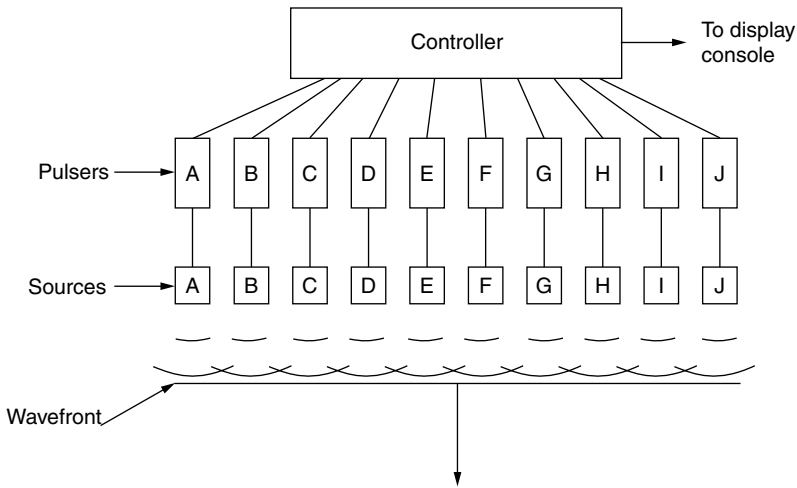 Controller
To display
console
Pulsers
A B C D E F G H I J
Sources
A B C D E F G H I J
Wavefront